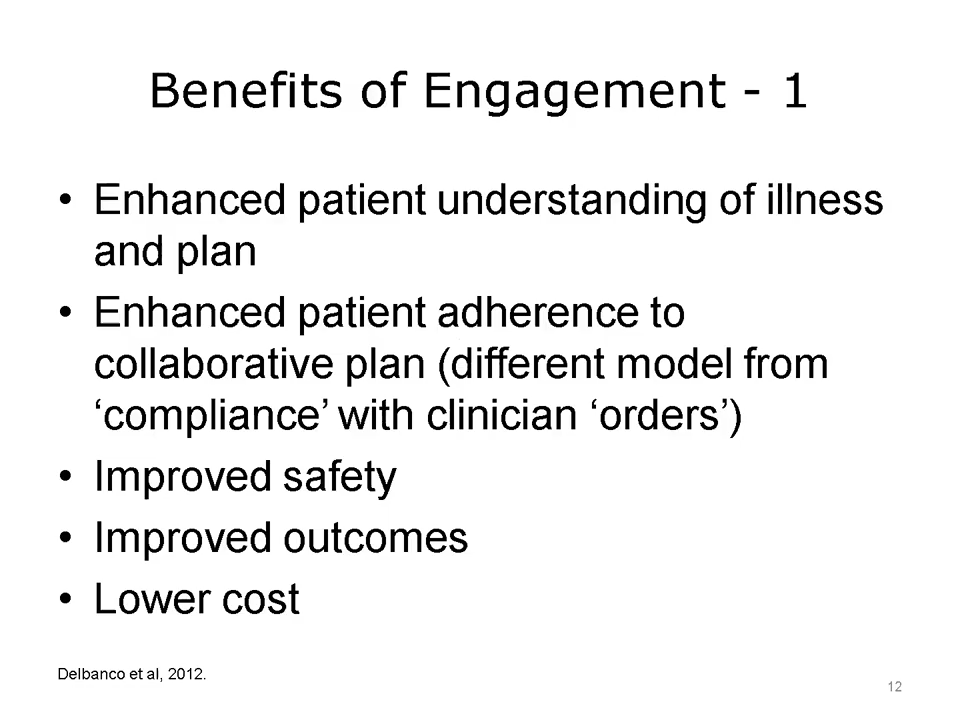 Benefits of Engagement - 1
• Enhanced patient understanding of illness
and plan
• Enhanced patient adherence to
collaborative plan (different model from
‘compliance’ with clinician ‘orders’)
• Improved safety
• Improved outcomes
• Lower cost
Delbanco et al, 2012.
12